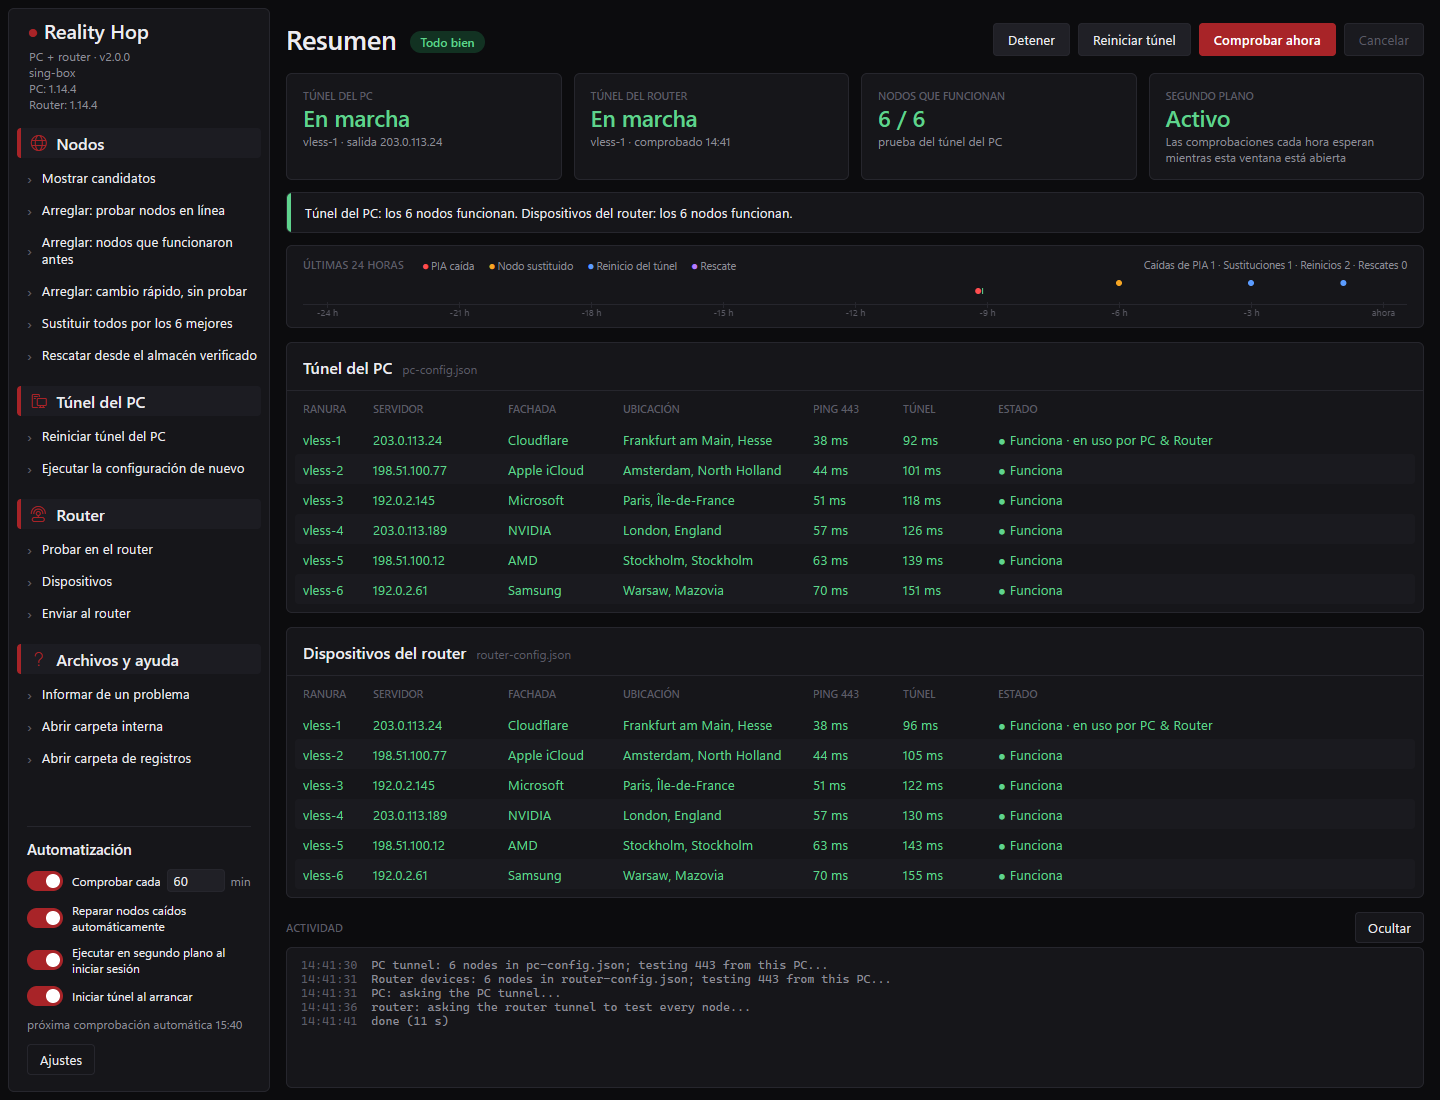 Reality Hop
PC + router · v2.0.0
sing-box
PC: 1.14.4
Router: 1.14.4
Nodos
Mostrar candidatos
Arreglar: probar nodos en línea
Arreglar: nodos que funcionaron
antes
Arreglar: cambio rápido, sin probar
Sustituir todos por los 6 mejores
Rescatar desde el almacén verificado
Túnel del PC
Reiniciar túnel del PC
Ejecutar la configuración de nuevo
Router
Probar en el router
Dispositivos
Enviar al router
Archivos y ayuda
Informar de un problema
Abrir carpeta interna
Abrir carpeta de registros
Automatización
Comprobar cada 60 min
Reparar nodos caídos
automáticamente
Ejecutar en segundo plano al
iniciar sesión
Iniciar túnel al arrancar
próxima comprobación automática 15:40
Ajustes
Resumen Todo bien Detener Reiniciar túnel Comprobar ahora Cancelar
TÚNEL DEL PC
En marcha
vless-1 · salida 203.0.113.24
TÚNEL DEL ROUTER
En marcha
vless-1 · comprobado 14:41
NODOS QUE FUNCIONAN
6 / 6
prueba del túnel del PC
SEGUNDO PLANO
Activo
Las comprobaciones cada hora esperan
mientras esta ventana está abierta
Túnel del PC: los 6 nodos funcionan. Dispositivos del router: los 6 nodos funcionan.
ÚLTIMAS 24 HORAS PIA caída Nodo sustituido Reinicio del túnel Rescate Caídas de PIA 1 · Sustituciones 1 · Reinicios 2 · Rescates 0
-24 h -21 h -18 h -15 h -12 h -9 h -6 h -3 h ahora
Túnel del PC pc-config.json
RANURA SERVIDOR FACHADA UBICACIÓN PING 443 TÚNEL ESTADO
vless-1 203.0.113.24 Cloudflare Frankfurt am Main, Hesse 38 ms 92 ms Funciona · en uso por PC & Router
vless-2 198.51.100.77 Apple iCloud Amsterdam, North Holland 44 ms 101 ms Funciona
vless-3 192.0.2.145 Microsoft Paris, Île-de-France 51 ms 118 ms Funciona
vless-4 203.0.113.189 NVIDIA London, England 57 ms 126 ms Funciona
vless-5 198.51.100.12 AMD Stockholm, Stockholm 63 ms 139 ms Funciona
vless-6 192.0.2.61 Samsung Warsaw, Mazovia 70 ms 151 ms Funciona
Dispositivos del router router-config.json
RANURA SERVIDOR FACHADA UBICACIÓN PING 443 TÚNEL ESTADO
vless-1 203.0.113.24 Cloudflare Frankfurt am Main, Hesse 38 ms 96 ms Funciona · en uso por PC & Router
vless-2 198.51.100.77 Apple iCloud Amsterdam, North Holland 44 ms 105 ms Funciona
vless-3 192.0.2.145 Microsoft Paris, Île-de-France 51 ms 122 ms Funciona
vless-4 203.0.113.189 NVIDIA London, England 57 ms 130 ms Funciona
vless-5 198.51.100.12 AMD Stockholm, Stockholm 63 ms 143 ms Funciona
vless-6 192.0.2.61 Samsung Warsaw, Mazovia 70 ms 155 ms Funciona
ACTIVIDAD Ocultar
14:41:30 PC tunnel: 6 nodes in pc-config.json; testing 443 from this PC...
14:41:31 Router devices: 6 nodes in router-config.json; testing 443 from this PC...
14:41:31 PC: asking the PC tunnel...
14:41:36 router: asking the router tunnel to test every node...
14:41:41 done (11 s)